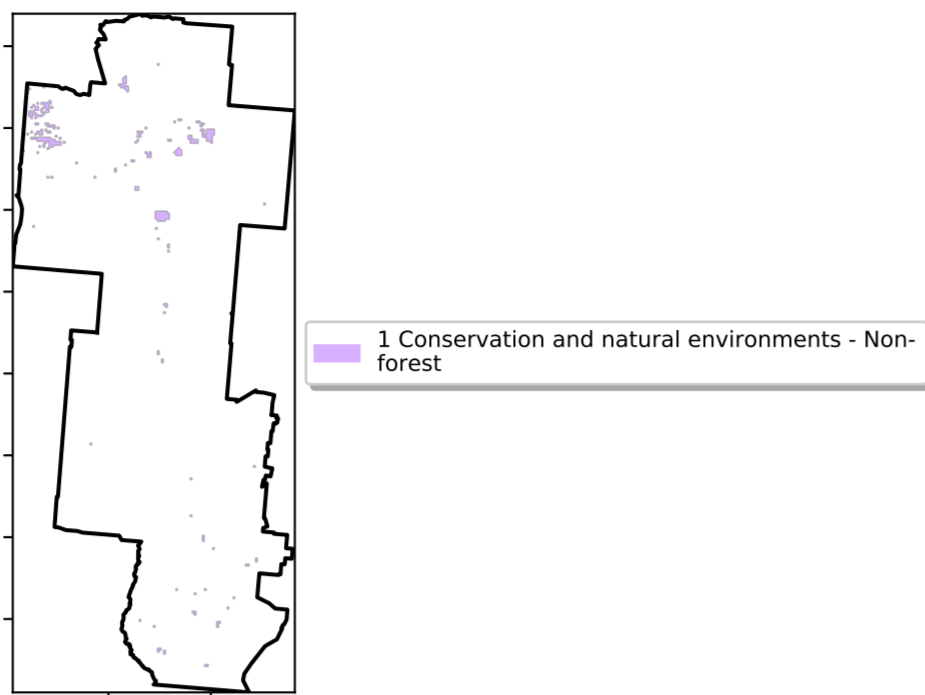 1 Conservation and natural environments - Non-
forest